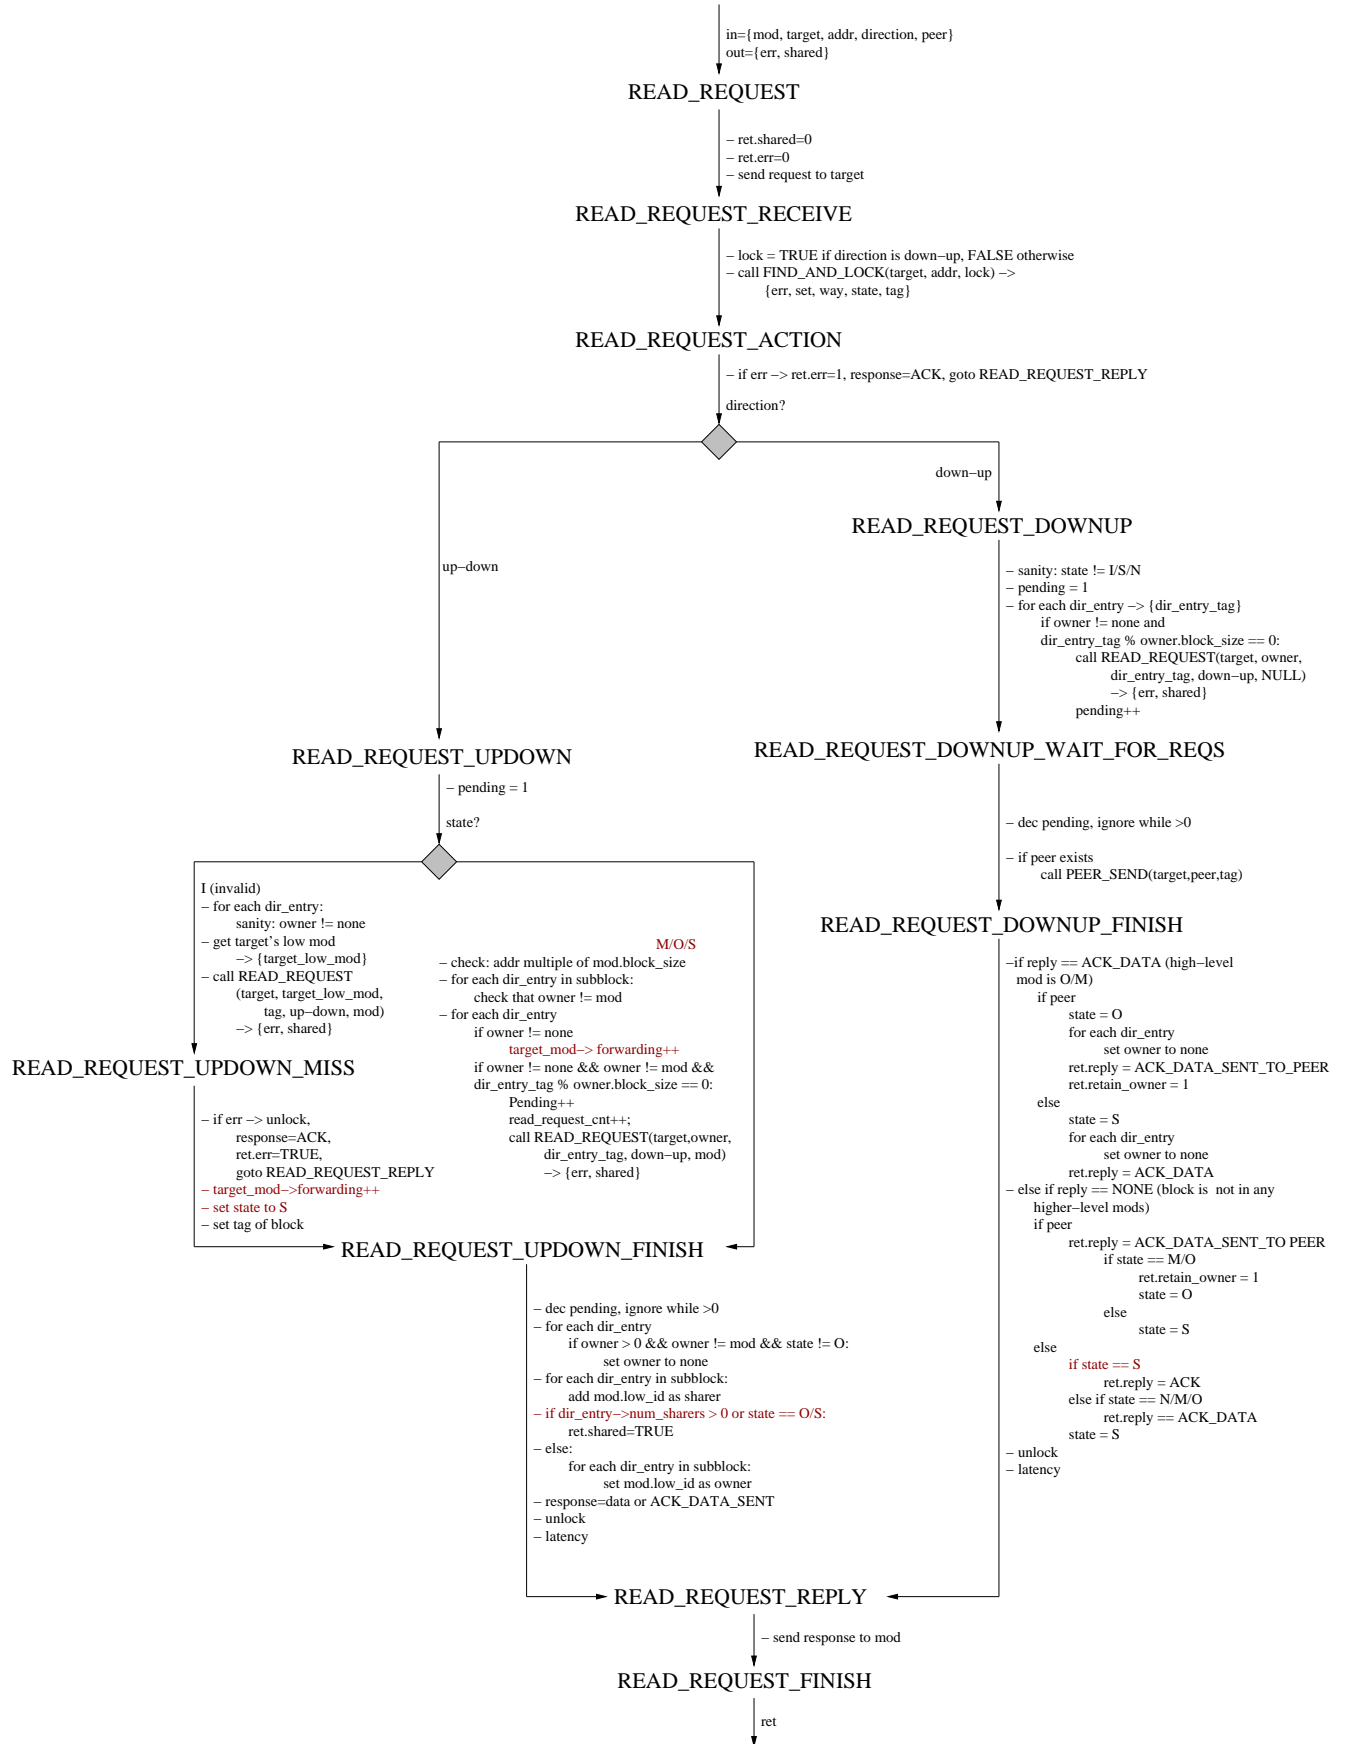 in={mod, target, addr, direction, peer}
out={err, shared}
READ_REQUEST
– ret.shared=0
– ret.err=0
– send request to target
READ_REQUEST_RECEIVE
– lock = TRUE if direction is down–up, FALSE otherwise
– call FIND_AND_LOCK(target, addr, lock) –>
{err, set, way, state, tag}
READ_REQUEST_ACTION
– if err –> ret.err=1, response=ACK, goto READ_REQUEST_REPLY
direction?
up–down
READ_REQUEST_UPDOWN
– pending = 1
state?
I (invalid)
– for each dir_entry:
sanity: owner != none
– get target's low mod
–> {target_low_mod}
– call READ_REQUEST
(target, target_low_mod,
tag, up–down, mod)
–> {err, shared}
READ_REQUEST_UPDOWN_MISS
– if err –> unlock,
response=ACK,
ret.err=TRUE,
goto READ_REQUEST_REPLY
– target_mod–>forwarding++
– set state to S
– set tag of block
M/O/S
– check: addr multiple of mod.block_size
– for each dir_entry in subblock:
check that owner != mod
– for each dir_entry
if owner != none
target_mod–> forwarding++
if owner != none && owner != mod &&
dir_entry_tag % owner.block_size == 0:
Pending++
read_request_cnt++;
call READ_REQUEST(target,owner,
dir_entry_tag, down–up, mod)
–> {err, shared}
READ_REQUEST_UPDOWN_FINISH
– dec pending, ignore while >0
– for each dir_entry
if owner > 0 && owner != mod && state != O:
set owner to none
– for each dir_entry in subblock:
add mod.low_id as sharer
– if dir_entry–>num_sharers > 0 or state == O/S:
ret.shared=TRUE
– else:
for each dir_entry in subblock:
set mod.low_id as owner
– response=data or ACK_DATA_SENT
– unlock
– latency
down–up
READ_REQUEST_DOWNUP
– sanity: state != I/S/N
– pending = 1
– for each dir_entry –> {dir_entry_tag}
if owner != none and
dir_entry_tag % owner.block_size == 0:
call READ_REQUEST(target, owner,
dir_entry_tag, down–up, NULL)
–> {err, shared}
pending++
READ_REQUEST_DOWNUP_WAIT_FOR_REQS
– dec pending, ignore while >0
– if peer exists
call PEER_SEND(target,peer,tag)
READ_REQUEST_DOWNUP_FINISH
–if reply == ACK_DATA (high–level
mod is O/M)
if peer
state = O
for each dir_entry
set owner to none
ret.reply = ACK_DATA_SENT_TO_PEER
ret.retain_owner = 1
else
state = S
for each dir_entry
set owner to none
ret.reply = ACK_DATA
– else if reply == NONE (block is  not in any
higher–level mods)
if peer
ret.reply = ACK_DATA_SENT_TO PEER
if state == M/O
ret.retain_owner = 1
state = O
else
state = S
else
if state == S
ret.reply = ACK
else if state == N/M/O
ret.reply == ACK_DATA
state = S
– unlock
– latency
READ_REQUEST_REPLY
– send response to mod
READ_REQUEST_FINISH
ret